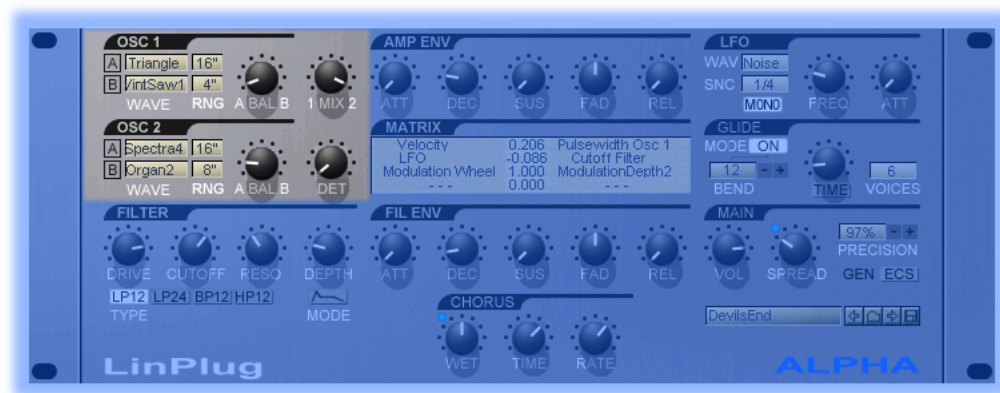 OSC 1
A Triangle 16"
B VintSaw1 4"
WAVE RNG A BAL B 1 MIX 2
OSC 2
A Spectra4 16"
B Organ2 8"
WAVE RNG A BAL B DET
AMP ENV
ATT DEC SUS FAD REL
MATRIX
Velocity 0.206 Pulsewidth Osc 1
LFO -0.086 Cutoff Filter
Modulation Wheel 1.000 ModulationDepth2
- - - 0.000 - - -
LFO
WAV Noise
SNC 1/4
MONO FREQ ATT
GLIDE
MODE ON
12 - + 6
BEND TIME VOICES
FILTER
DRIVE CUTOFF RESO DEPTH
LP12 LP24 BP12 HP12
TYPE MODE
FIL ENV
ATT DEC SUS FAD REL
CHORUS
WET TIME RATE
MAIN
97% - +
PRECISION
VOL SPREAD GEN ECS
DevilsEnd
LinPlug ALPHA